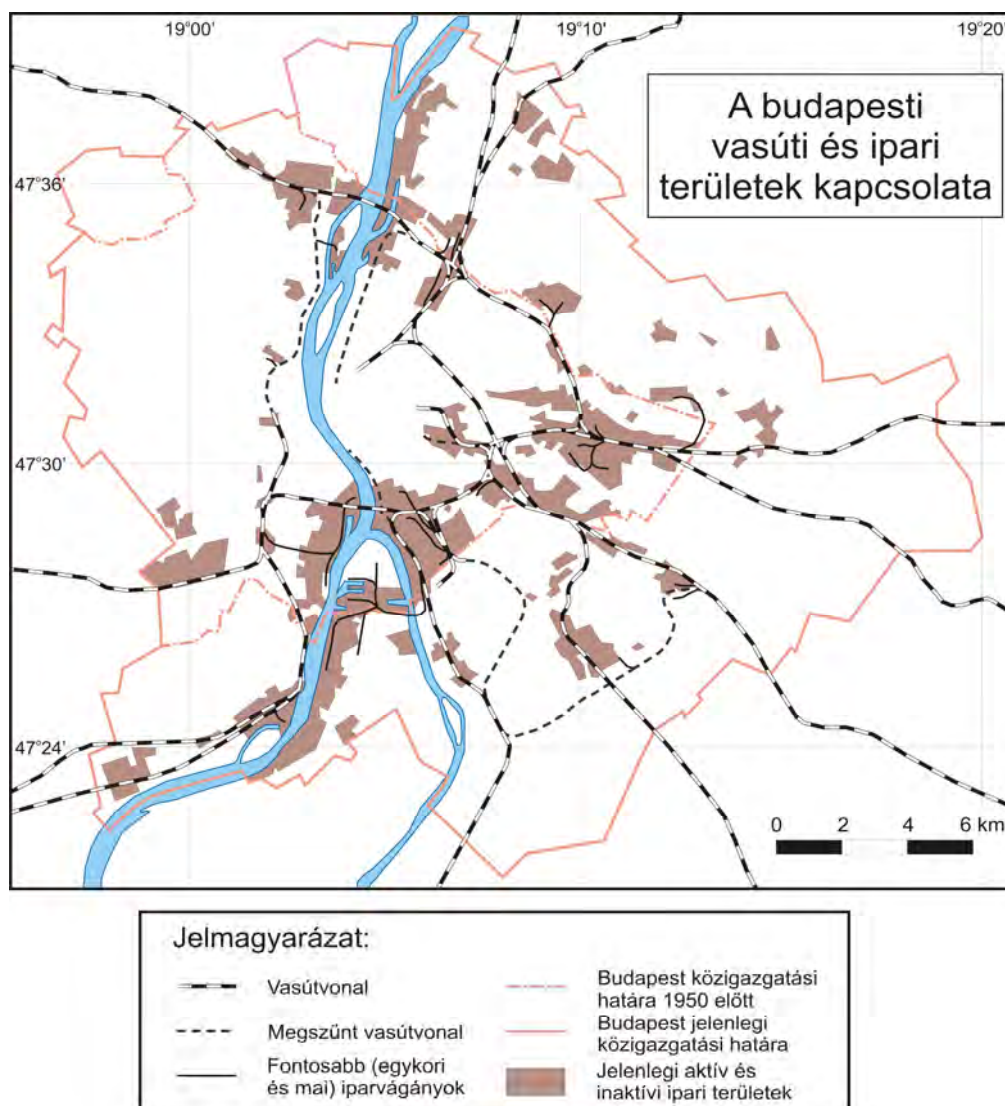 19°00'
19°10'
19°20'
A budapesti
vasúti és ipari
területek kapcsolata
47°36'
47°30'
47°24'
0 2 4 6 km
Jelmagyarázat:
Vasútvonal
Megszűnt vasútvonal
Fontosabb (egykori
és mai) iparvágányok
Budapest közigazgatási
határa 1950 előtt
Budapest jelenlegi
közigazgatási határa
Jelenlegi aktív és
inaktívi ipari területek